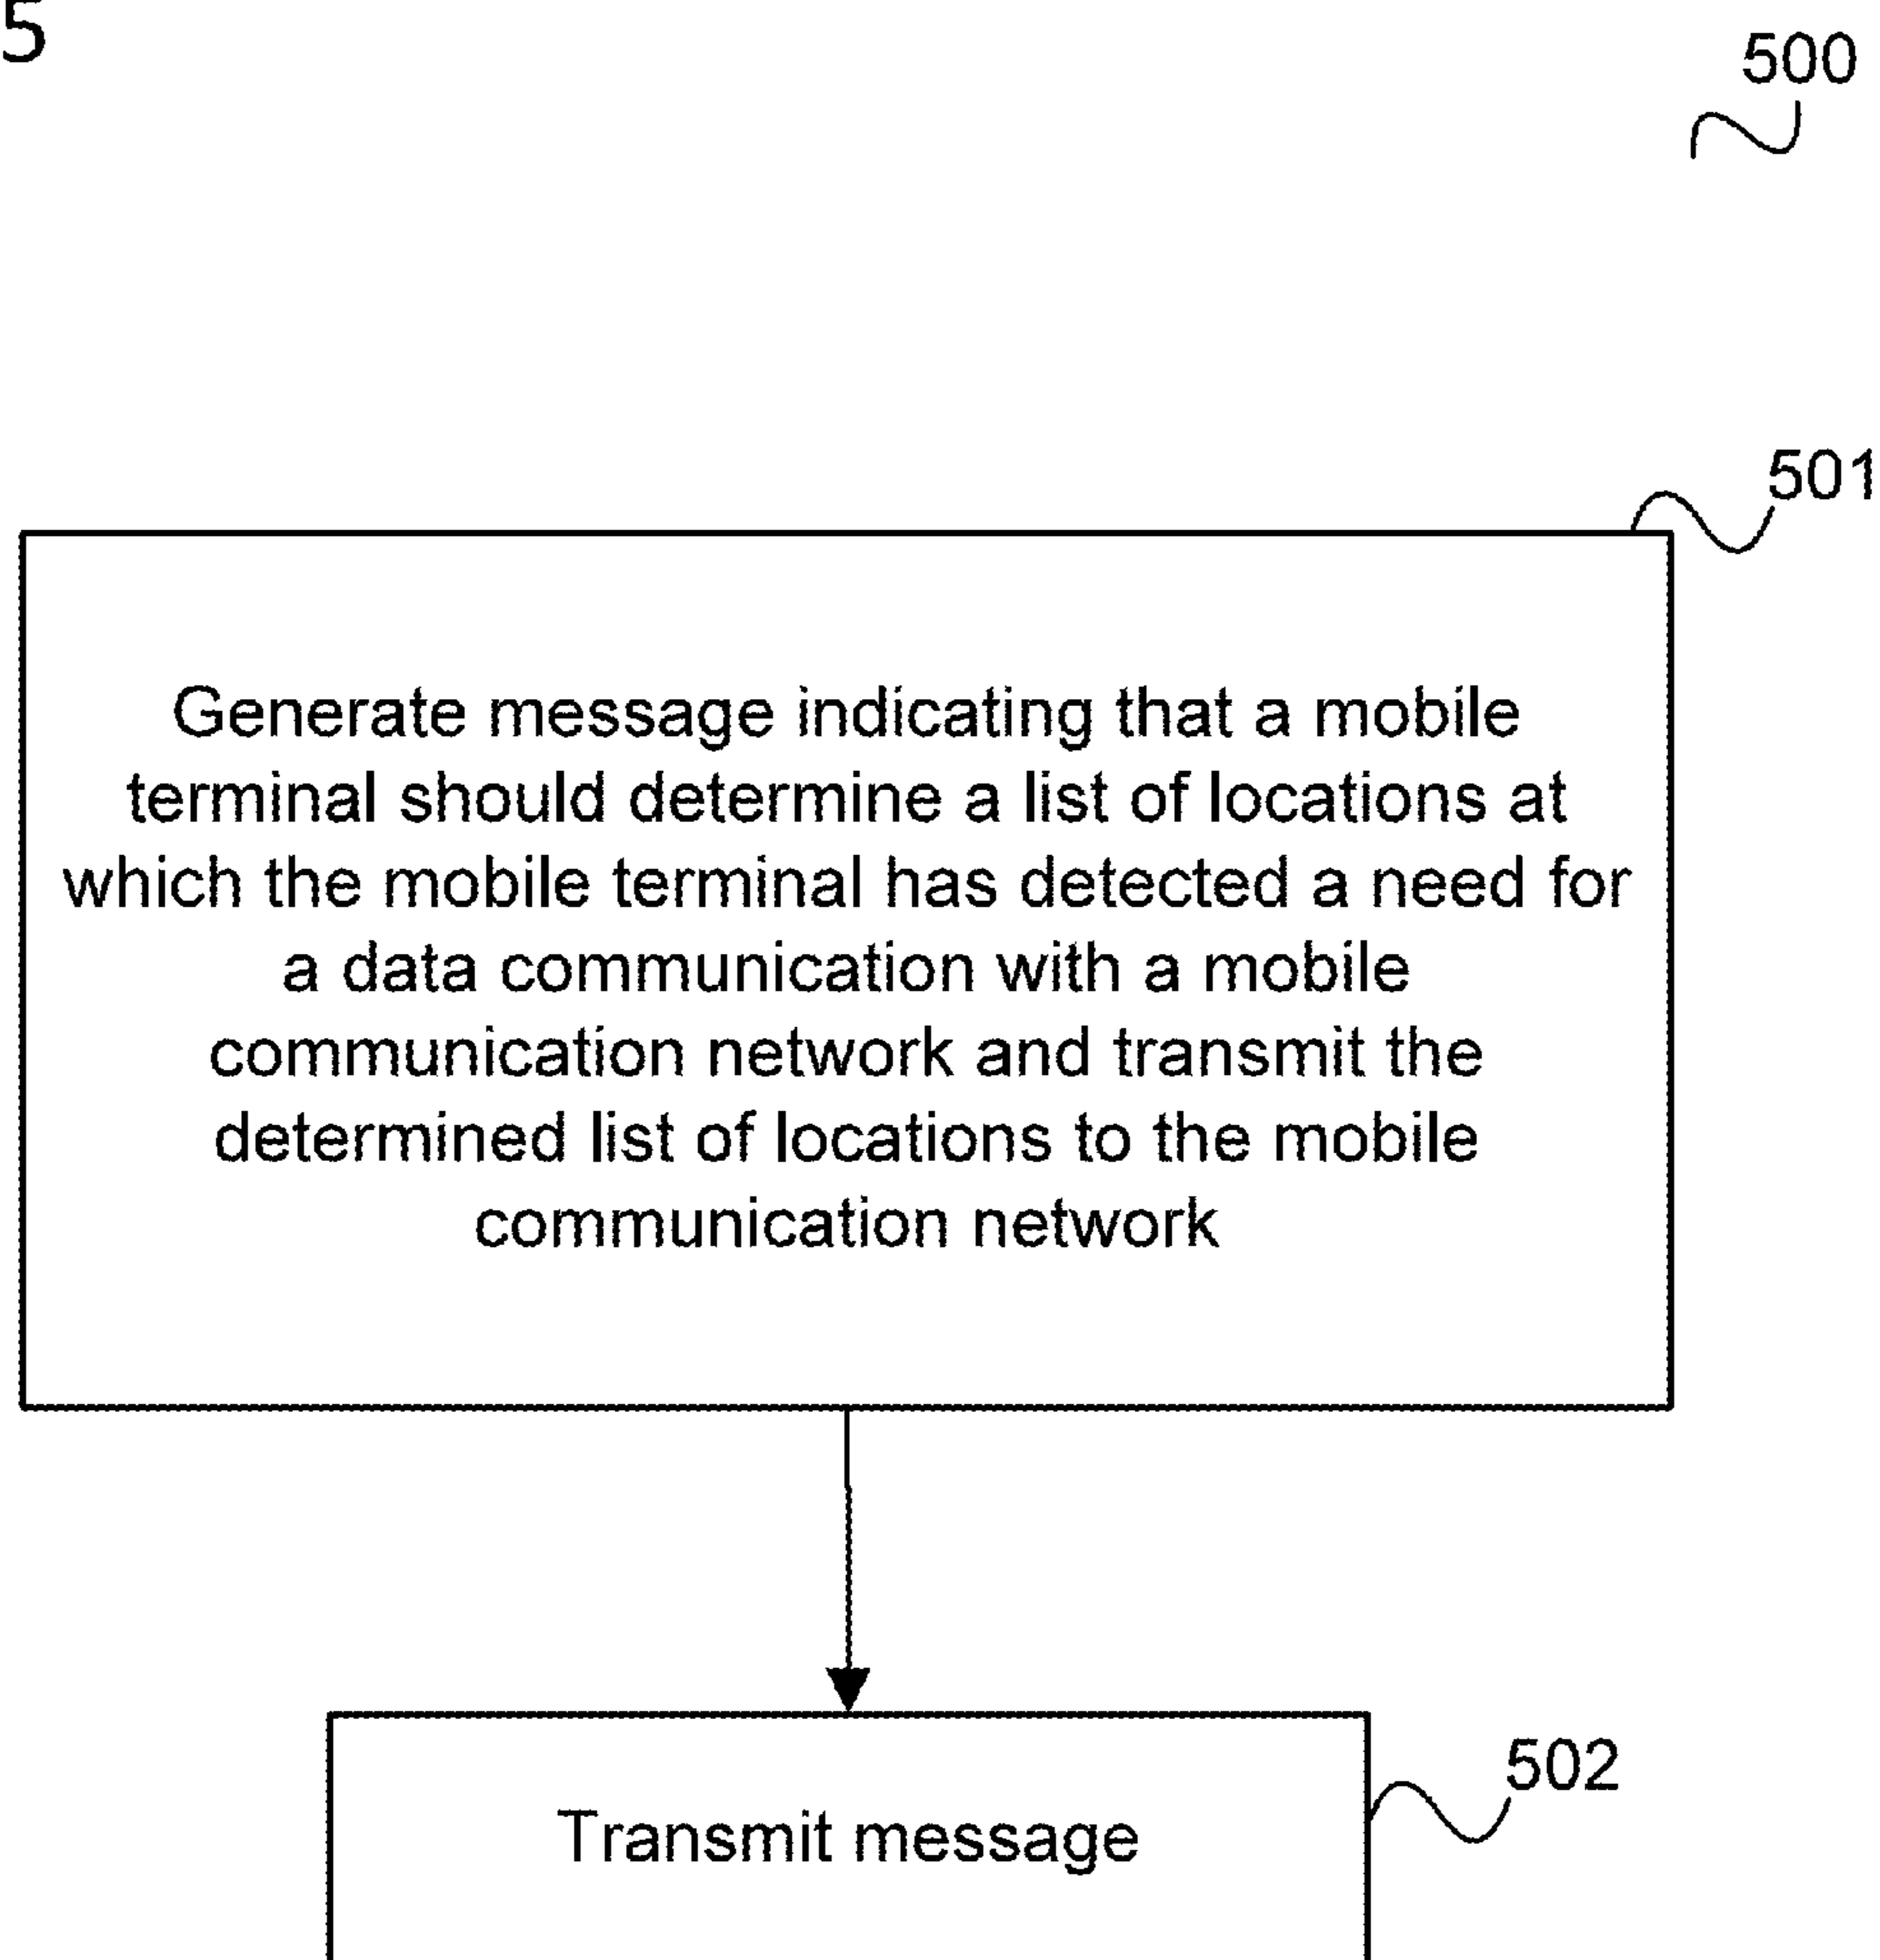 5
500
501
Generate message indicating that a mobile
terminal should determine a list of locations at
which the mobile terminal has detected a need for
a data communication with a mobile
communication network and transmit the
determined list of locations to the mobile
communication network
502
Transmit message